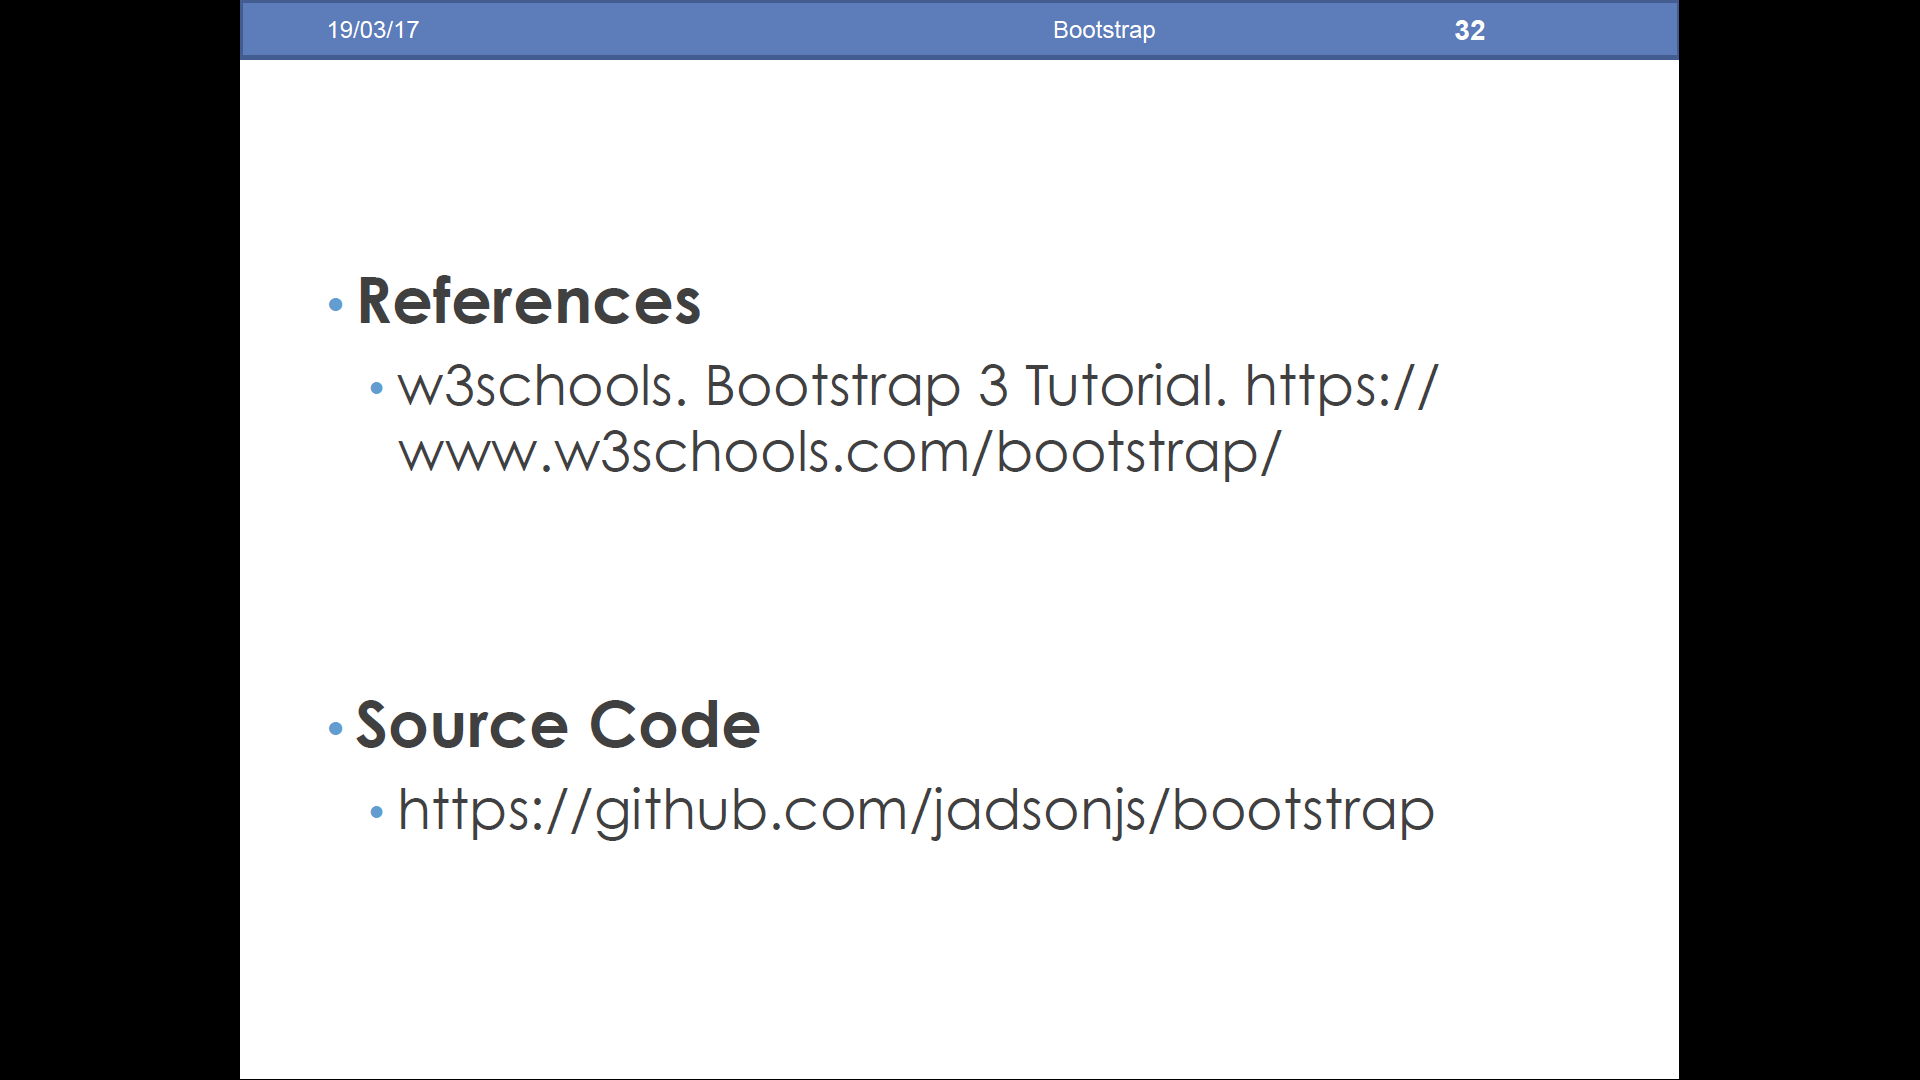 19/03/17 Bootstrap 32
• References
• w3schools. Bootstrap 3 Tutorial. https://
www.w3schools.com/bootstrap/
• Source Code
• https://github.com/jadsonjs/bootstrap